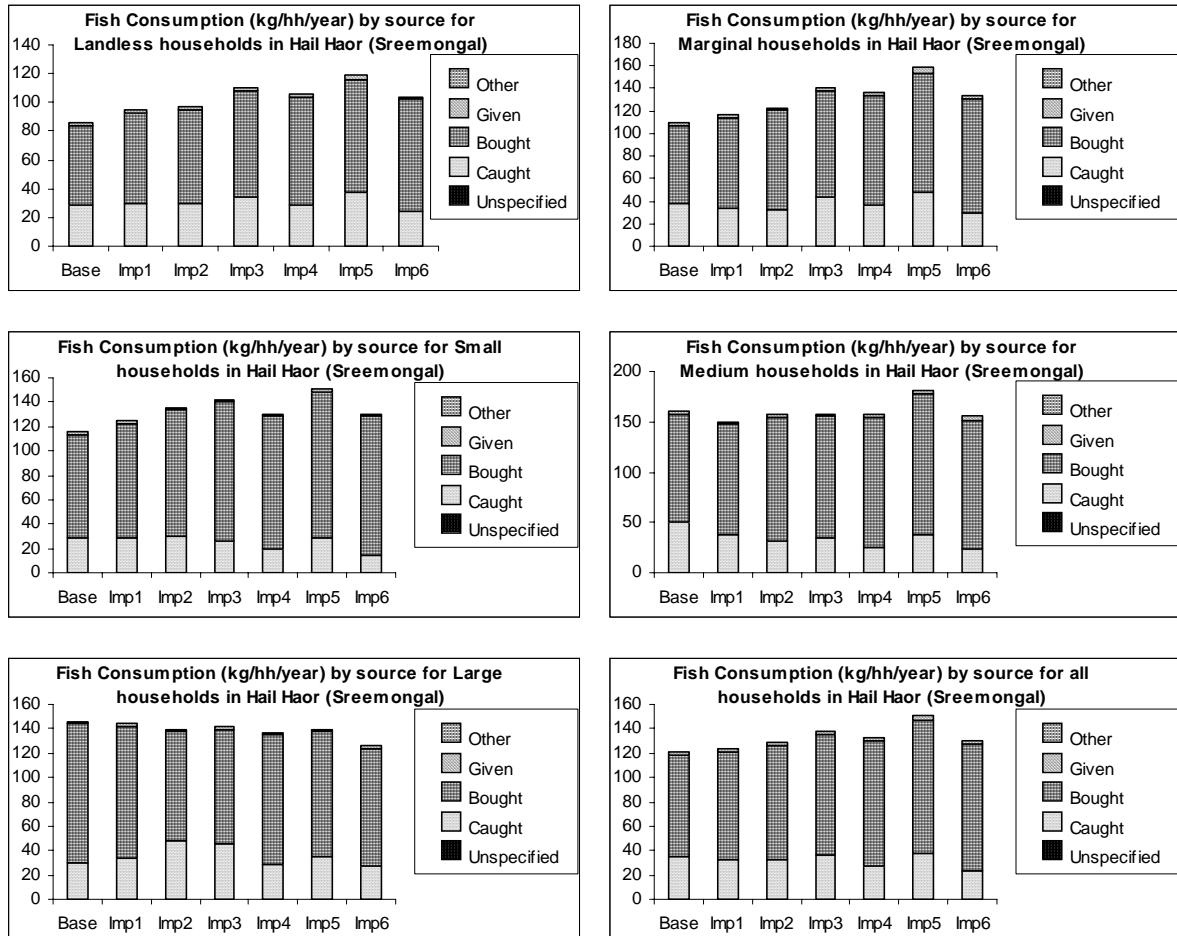 Fish Consumption (kg/hh/year) by source for
Landless households in Hail Haor (Sreemongal)
140
120
100
80
60
40
20
0
Base Imp1 Imp2 Imp3 Imp4 Imp5 Imp6
Other
Given
Bought
Caught
Unspecified
Fish Consumption (kg/hh/year) by source for
Marginal households in Hail Haor (Sreemongal)
180
160
140
120
100
80
60
40
20
0
Base Imp1 Imp2 Imp3 Imp4 Imp5 Imp6
Other
Given
Bought
Caught
Unspecified
Fish Consumption (kg/hh/year) by source for Small
households in Hail Haor (Sreemongal)
160
140
120
100
80
60
40
20
0
Base Imp1 Imp2 Imp3 Imp4 Imp5 Imp6
Other
Given
Bought
Caught
Unspecified
Fish Consumption (kg/hh/year) by source for
Medium households in Hail Haor (Sreemongal)
200
150
100
50
0
Base Imp1 Imp2 Imp3 Imp4 Imp5 Imp6
Other
Given
Bought
Caught
Unspecified
Fish Consumption (kg/hh/year) by source for Large
households in Hail Haor (Sreemongal)
160
140
120
100
80
60
40
20
0
Base Imp1 Imp2 Imp3 Imp4 Imp5 Imp6
Other
Given
Bought
Caught
Unspecified
Fish Consumption (kg/hh/year) by source for all
households in Hail Haor (Sreemongal)
160
140
120
100
80
60
40
20
0
Base Imp1 Imp2 Imp3 Imp4 Imp5 Imp6
Other
Given
Bought
Caught
Unspecified